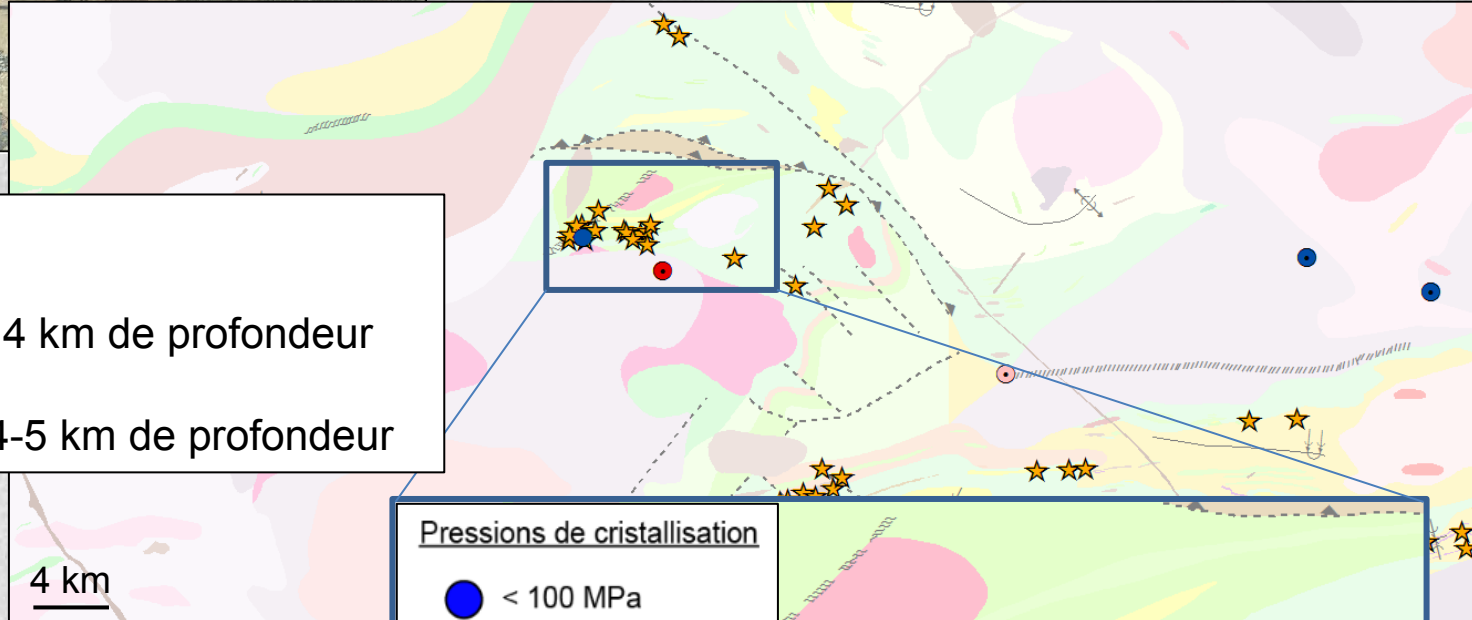 4 km de profondeur
4-5 km de profondeur
4 km
Pressions de cristallisation
< 100 MPa